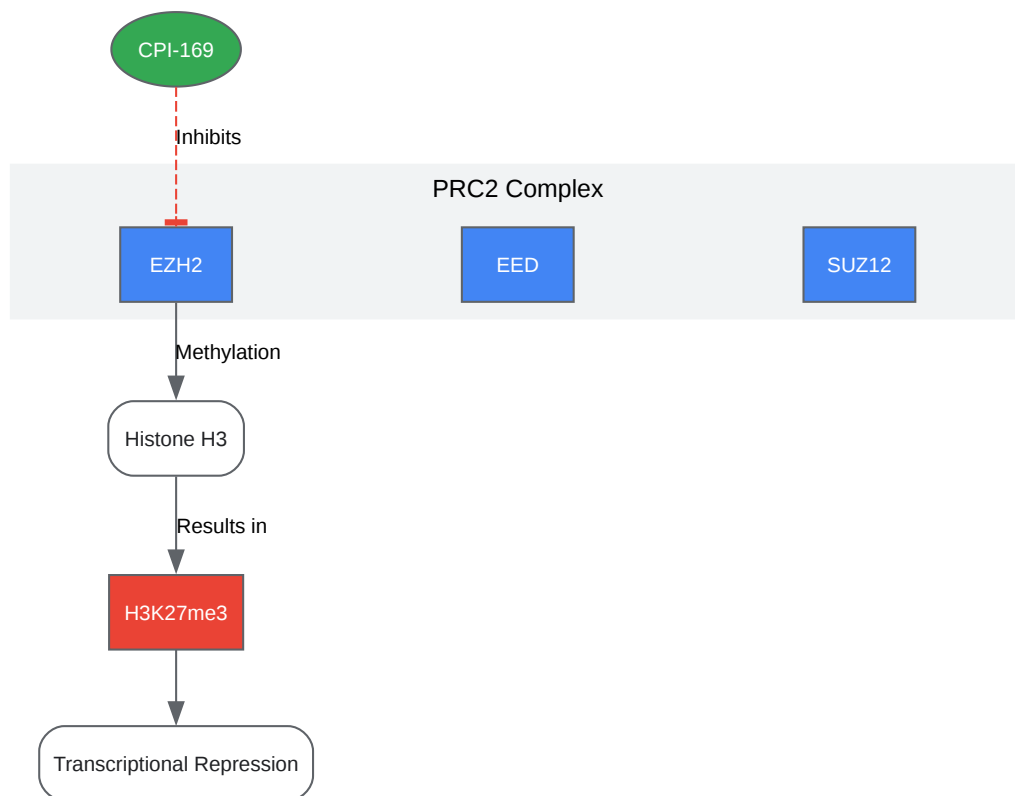 CPI-169
Inhibits
PRC2 Complex
EZH2
EED
SUZ12
Methylation
Histone H3
Results in
H3K27me3
Transcriptional Repression